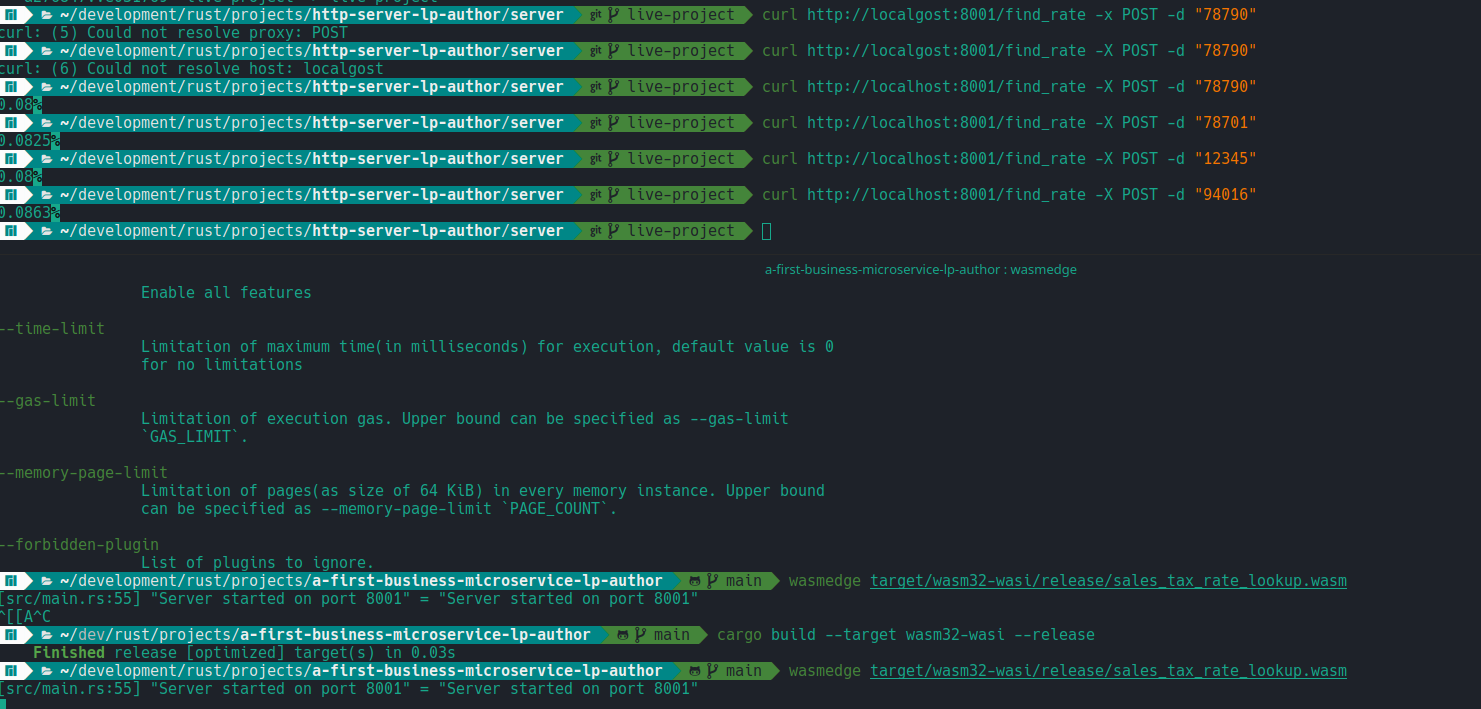 ~/development/rust/projects/http-server-lp-author/server git live-project curl http://localgost:8001/find_rate -x POST -d "78790"
curl: (5) Could not resolve proxy: POST
~/development/rust/projects/http-server-lp-author/server git live-project curl http://localgost:8001/find_rate -X POST -d "78790"
curl: (6) Could not resolve host: localgost
~/development/rust/projects/http-server-lp-author/server git live-project curl http://localhost:8001/find_rate -X POST -d "78790"
0.08%
~/development/rust/projects/http-server-lp-author/server git live-project curl http://localhost:8001/find_rate -X POST -d "78701"
0.0825%
~/development/rust/projects/http-server-lp-author/server git live-project curl http://localhost:8001/find_rate -X POST -d "12345"
0.08%
~/development/rust/projects/http-server-lp-author/server git live-project curl http://localhost:8001/find_rate -X POST -d "94016"
0.0863%
~/development/rust/projects/http-server-lp-author/server git live-project
a-first-business-microservice-lp-author : wasmedge
Enable all features
--time-limit
Limitation of maximum time(in milliseconds) for execution, default value is 0
for no limitations
--gas-limit
Limitation of execution gas. Upper bound can be specified as --gas-limit
`GAS_LIMIT`.
--memory-page-limit
Limitation of pages(as size of 64 KiB) in every memory instance. Upper bound
can be specified as --memory-page-limit `PAGE_COUNT`.
--forbidden-plugin
List of plugins to ignore.
~/development/rust/projects/a-first-business-microservice-lp-author main wasmedge target/wasm32-wasi/release/sales_tax_rate_lookup.wasm
[src/main.rs:55] "Server started on port 8001" = "Server started on port 8001"
^[[A^C
~/dev/rust/projects/a-first-business-microservice-lp-author main cargo build --target wasm32-wasi --release
Finished release [optimized] target(s) in 0.03s
~/development/rust/projects/a-first-business-microservice-lp-author main wasmedge target/wasm32-wasi/release/sales_tax_rate_lookup.wasm
[src/main.rs:55] "Server started on port 8001" = "Server started on port 8001"